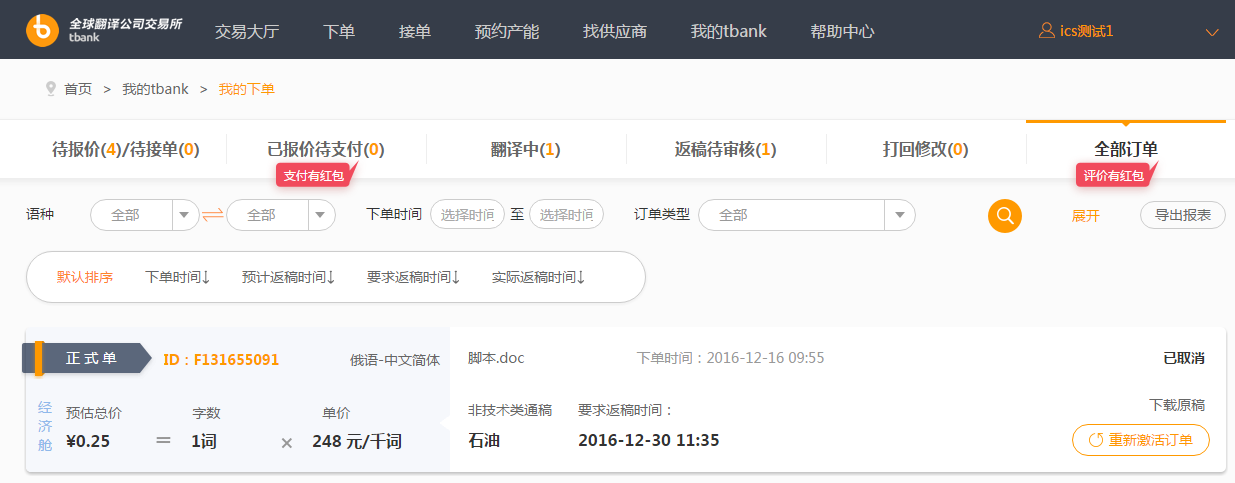 全球翻译公司交易所
tbank
交易大厅 下单 接单 预约产能 找供应商 我的tbank 帮助中心 ics测试1
首页 > 我的tbank > 我的下单
待报价(4)/待接单(0) 已报价待支付(0) 翻译中(1) 返稿待审核(1) 打回修改(0) 全部订单
支付有红包 评价有红包
语种 全部 全部 下单时间 选择时间 至 选择时间 订单类型 全部 展开 导出报表
默认排序 下单时间↓ 预计返稿时间↓ 要求返稿时间↓ 实际返稿时间↓
正式单 ID：F131655091 俄语-中文简体 脚本.doc 下单时间：2016-12-16 09:55 已取消
经济舱 预估总价 字数 单价 非技术类通稿 要求返稿时间： 下载原稿
¥0.25 = 1词 × 248 元/千词 石油 2016-12-30 11:35 重新激活订单